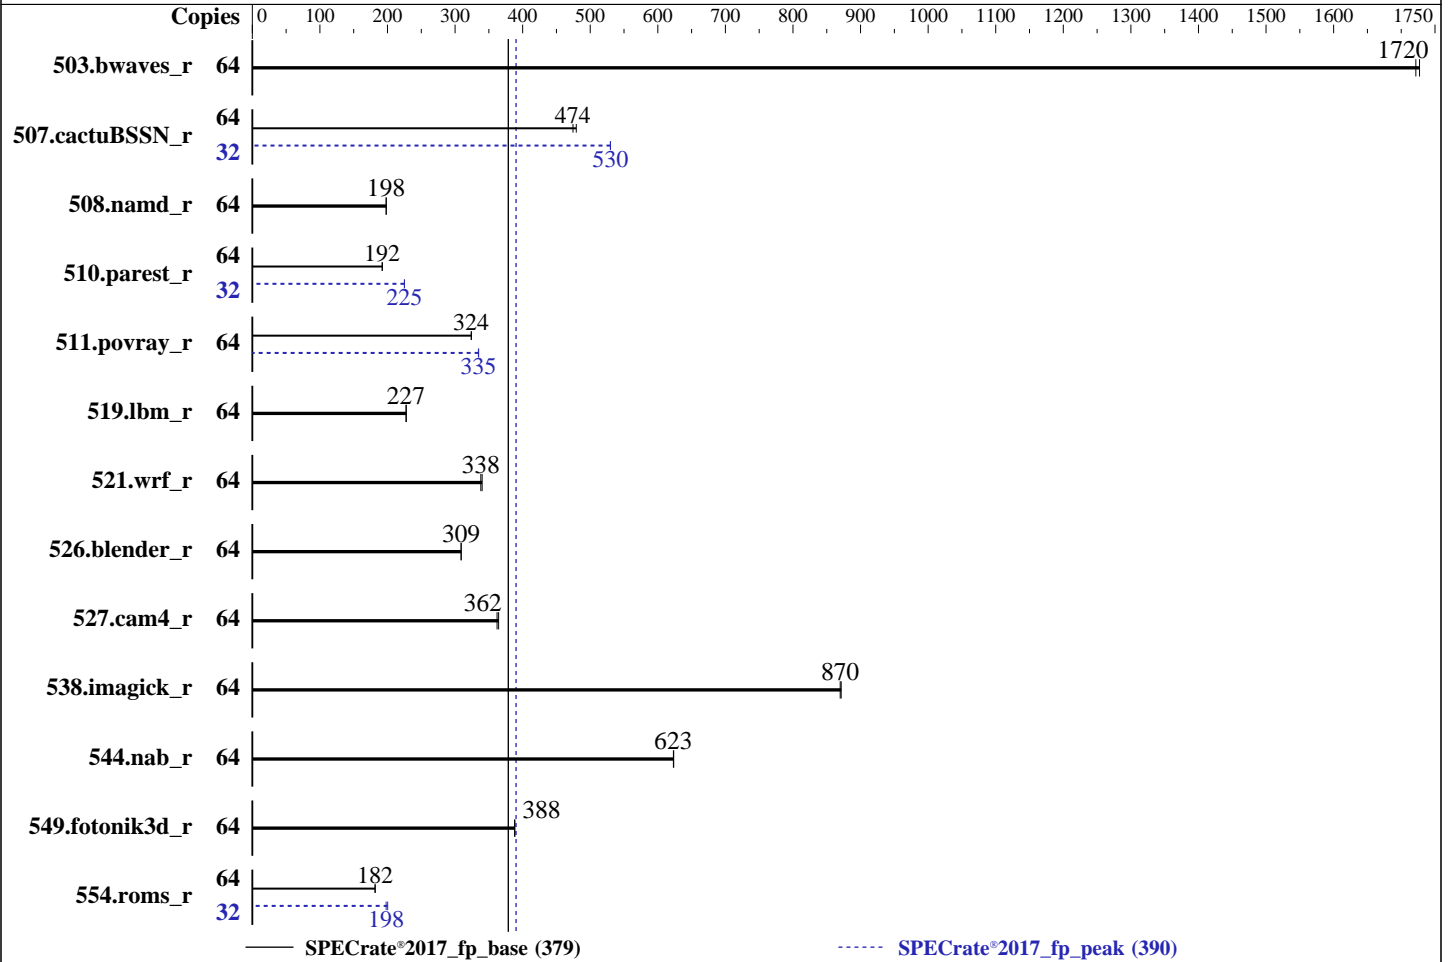 Copies 0 100 200 300 400 500 600 700 800 900 1000 1100 1200 1300 1400 1500 1600 1750
503.bwaves_r 64 1720
507.cactuBSSN_r 64 474
32 530
508.namd_r 64 198
510.parest_r 64 192
32 225
511.povray_r 64 324
335
519.lbm_r 64 227
521.wrf_r 64 338
526.blender_r 64 309
527.cam4_r 64 362
538.imagick_r 64 870
544.nab_r 64 623
549.fotonik3d_r 64 388
554.roms_r 64 182
32 198
SPECrate®2017_fp_base (379) SPECrate®2017_fp_peak (390)